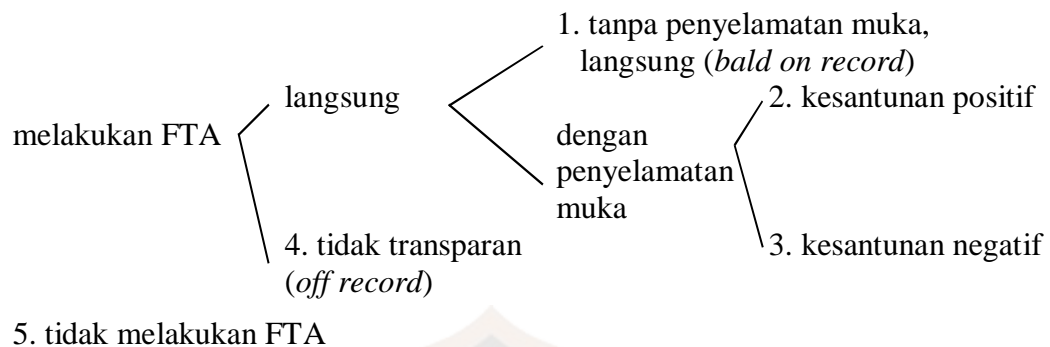 1. tanpa penyelamatan muka,
langsung (bald on record)
langsung
2. kesantunan positif
melakukan FTA
dengan
penyelamatan
muka
4. tidak transparan
(off record)
3. kesantunan negatif
5. tidak melakukan FTA